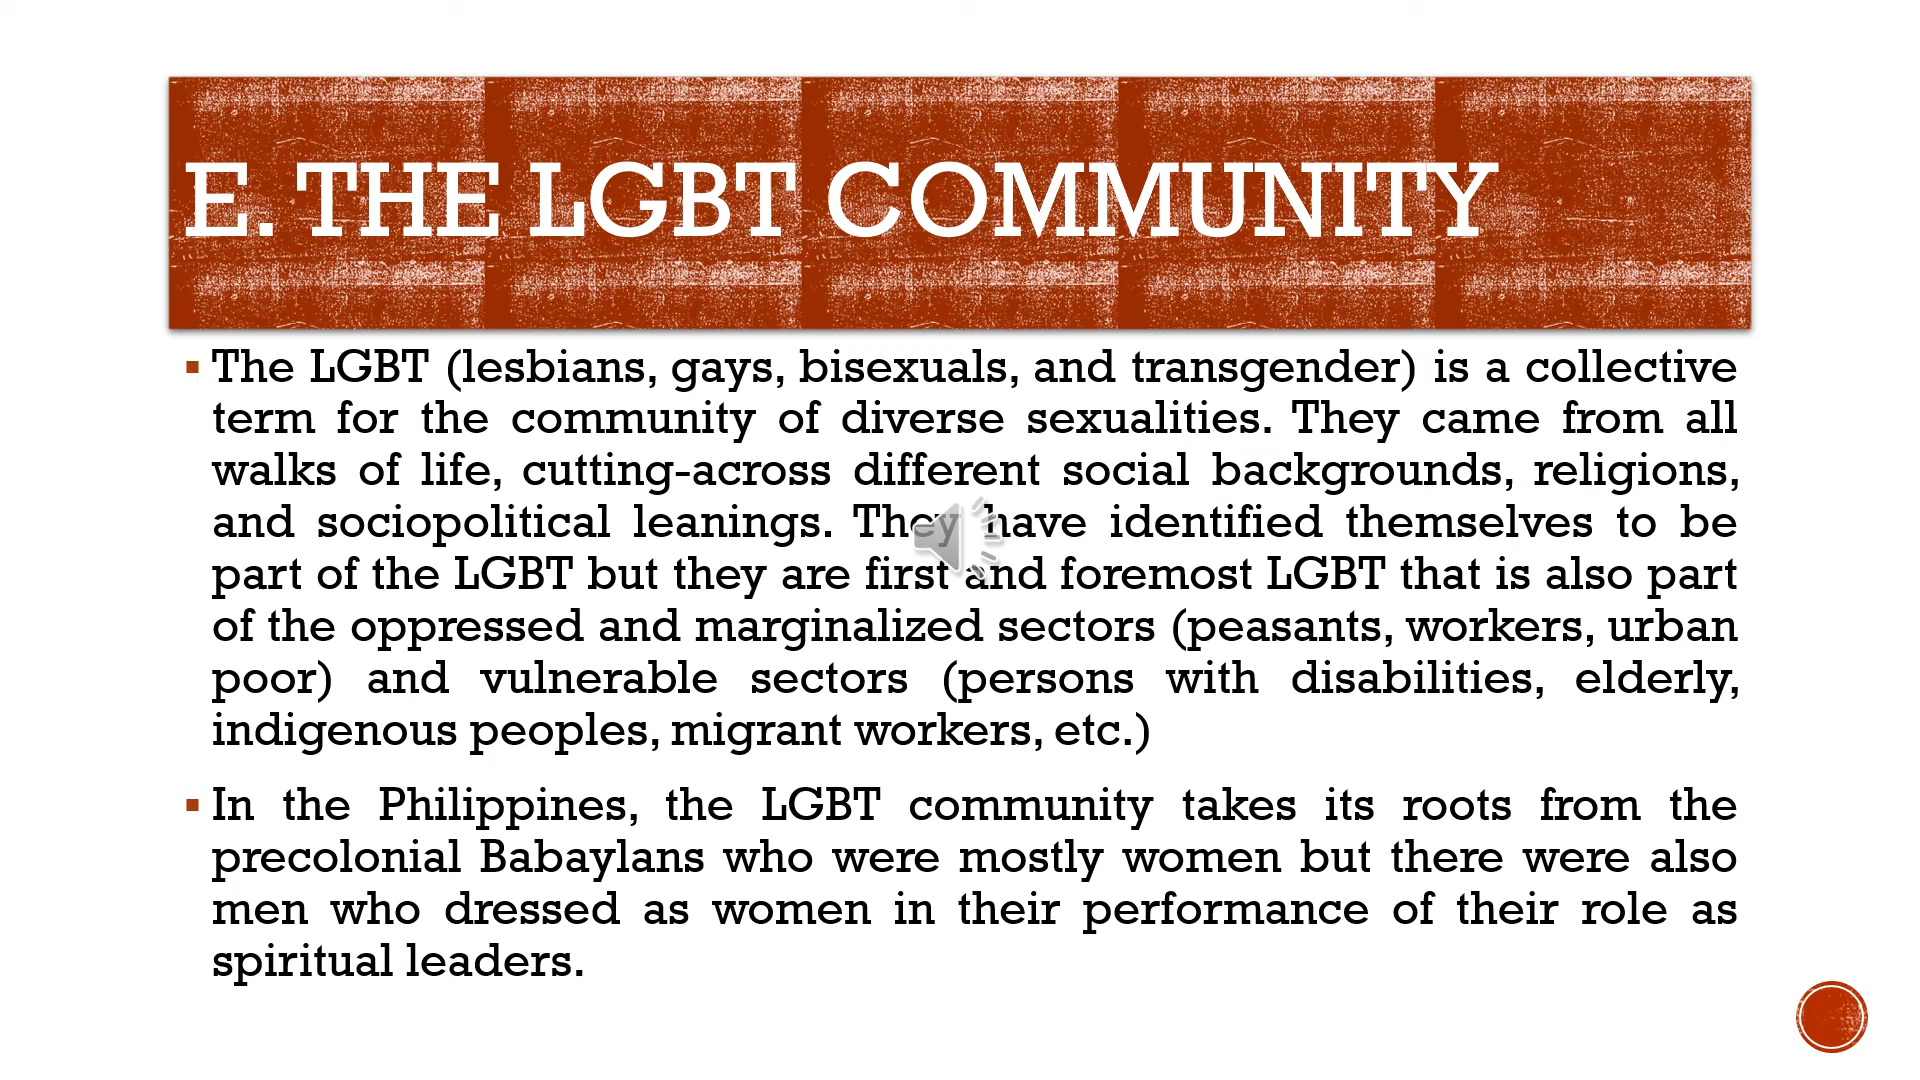 E. THE LGBT COMMUNITY
▪ The LGBT (lesbians, gays, bisexuals, and transgender) is a collective
term for the community of diverse sexualities. They came from all
walks of life, cutting-across different social backgrounds, religions,
and sociopolitical leanings. They have identified themselves to be
part of the LGBT but they are first and foremost LGBT that is also part
of the oppressed and marginalized sectors (peasants, workers, urban
poor) and vulnerable sectors (persons with disabilities, elderly,
indigenous peoples, migrant workers, etc.)
▪ In the Philippines, the LGBT community takes its roots from the
precolonial Babaylans who were mostly women but there were also
men who dressed as women in their performance of their role as
spiritual leaders.